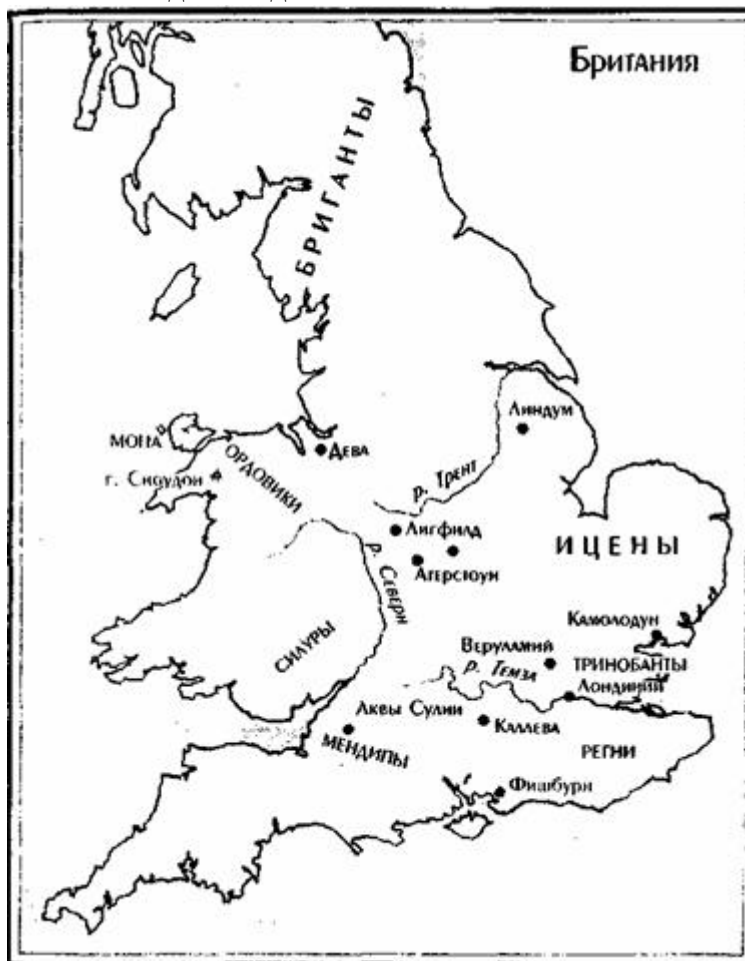 Британия
БРИГАНТЫ
Линдум
МОНА
Дева
г. Сноудон
ОРДОВИКИ
р. Трент
Лигфилд
ИЦЕНЫ
Агерстоун
р. Северн
Камолодун
СИЛУРЫ
Веруламий
ТРИНОБАНТЫ
р. Темза
Лондиний
Аквы Сулии
Каллева
МЕНДИПЫ
РЕГНИ
Фишбурн